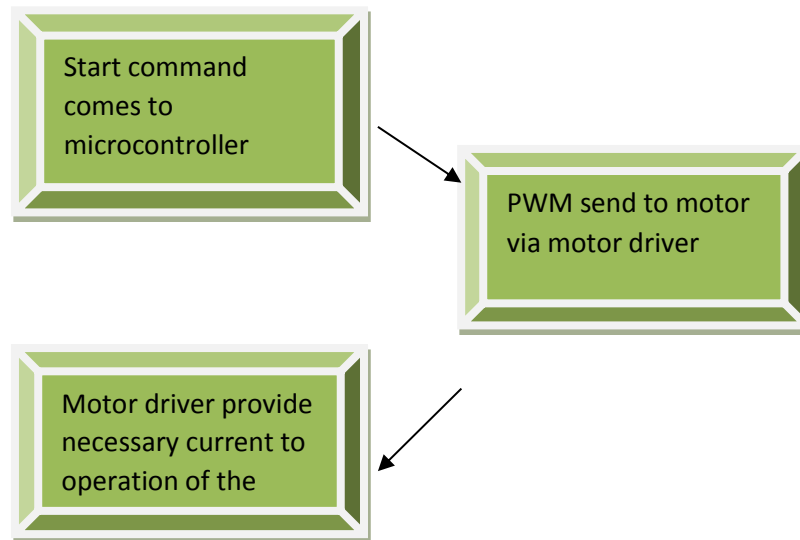 Start command
comes to
microcontroller
PWM send to motor
via motor driver
Motor driver provide
necessary current to
operation of the